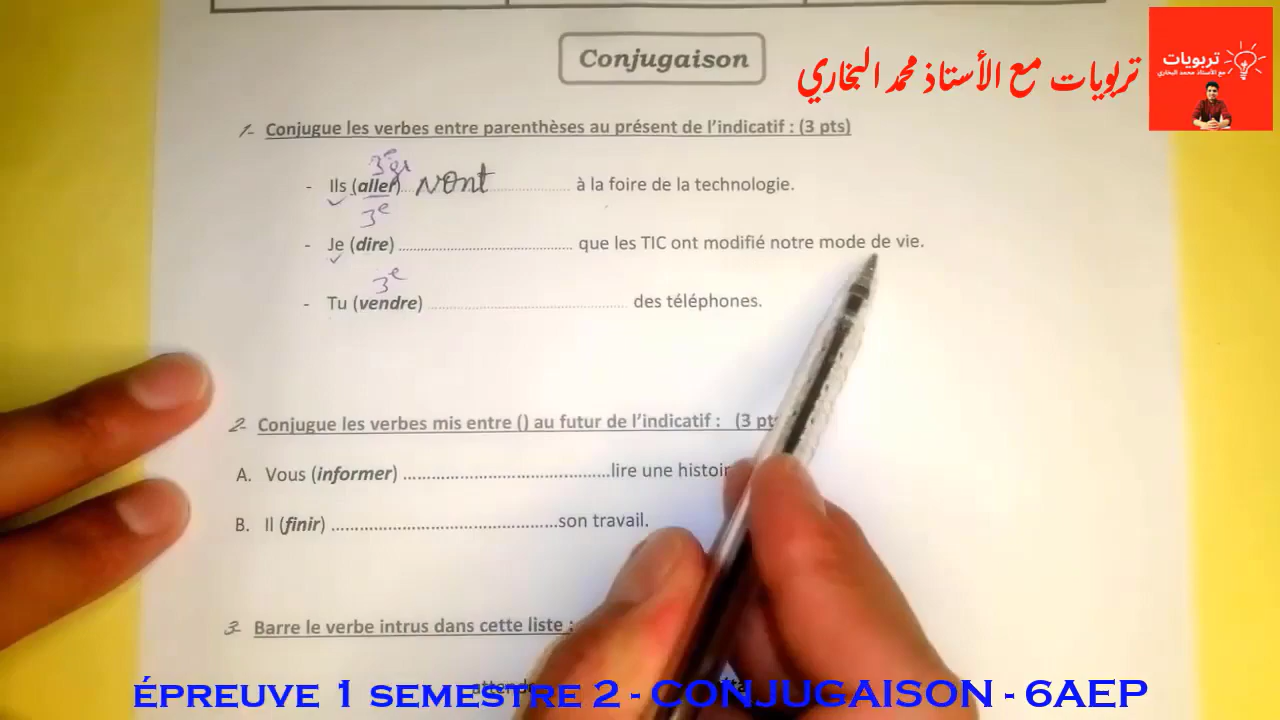 Conjugaison
تربويات مع الأستاذ محمد البخاري
تربويات
مع الأستاذ محمد البخاري
1- Conjugue les verbes entre parenthèses au présent de l'indicatif : (3 pts)
3e gr
- Ils (aller) vont à la foire de la technologie.
3e
- Je (dire) ........................................ que les TIC ont modifié notre mode de vie.
3e
- Tu (vendre) ........................................ des téléphones.
2- Conjugue les verbes mis entre () au futur de l'indicatif : (3 pts
A. Vous (informer) ........................................lire une histoir
B. Il (finir) ........................................son travail.
3- Barre le verbe intrus dans cette liste :
épreuve 1 semestre 2 - CONJUGAISON - 6AEP